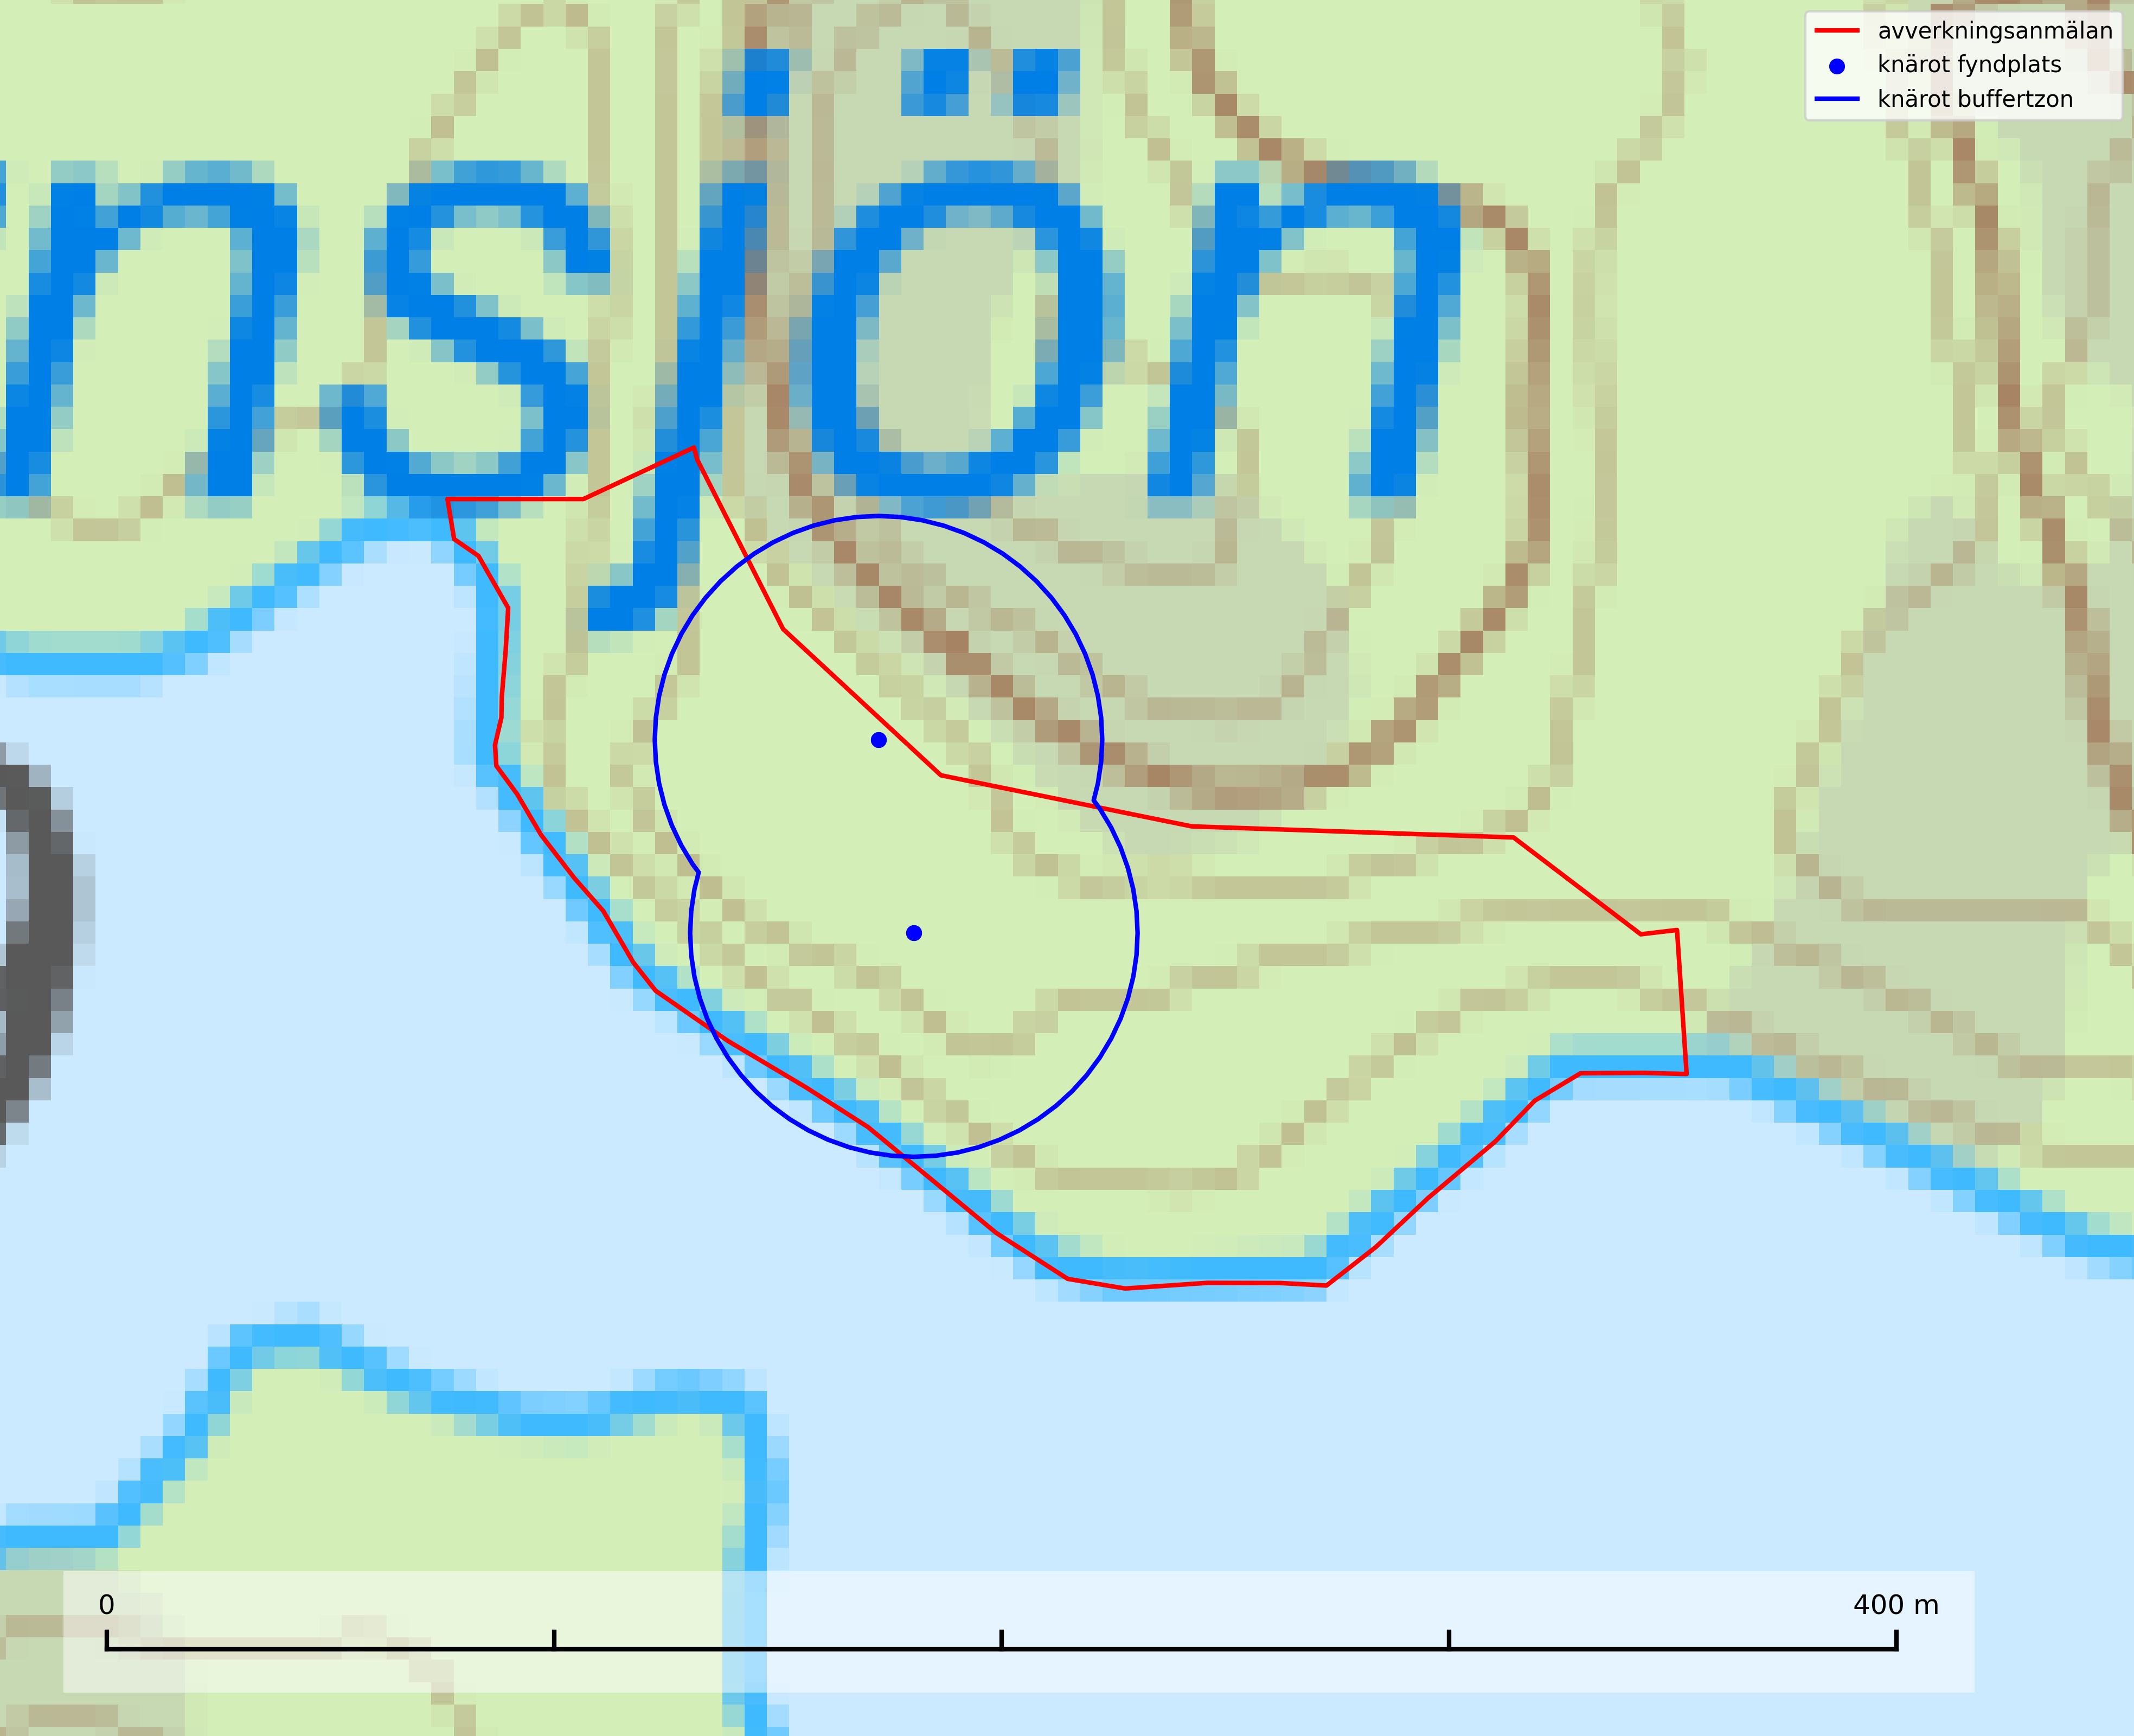 avverkningsanmälan
knärot fyndplats
knärot buffertzon
nsjön
0
400 m